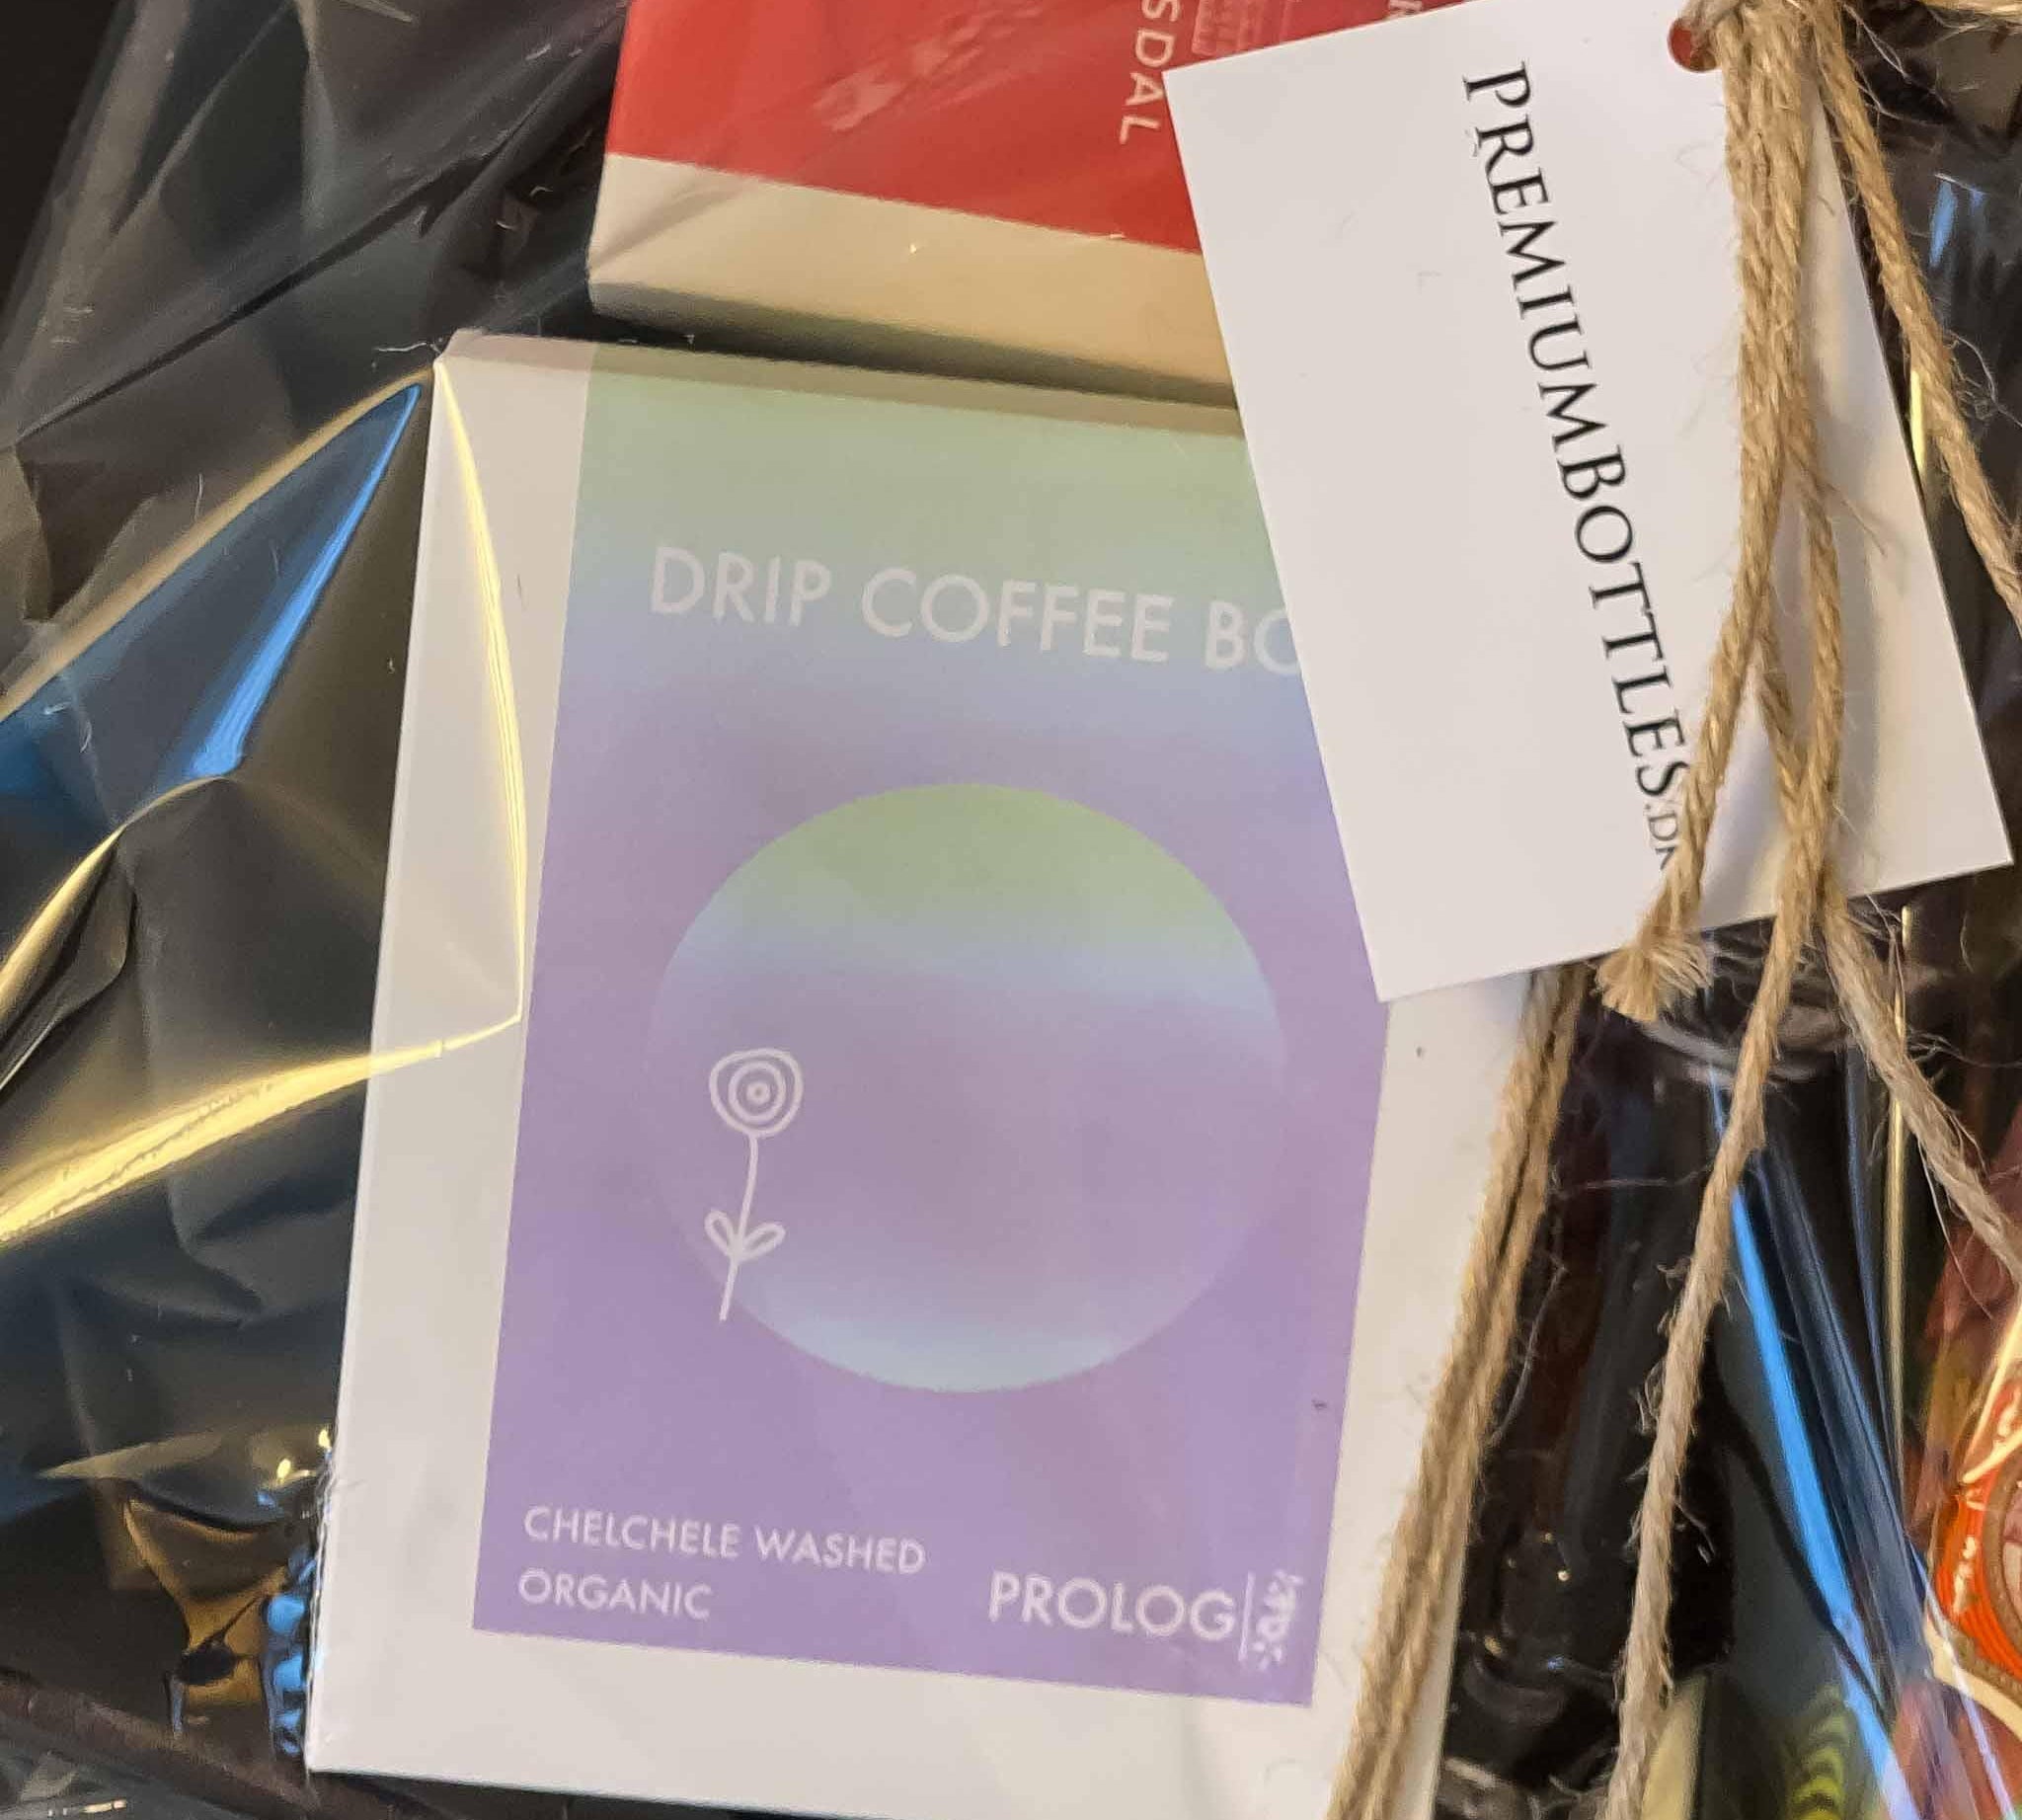 SDAL
PREMIUMBOTTLES.DK
DRIP COFFEE BO
CHELCHELE WASHED
ORGANIC
PROLOG